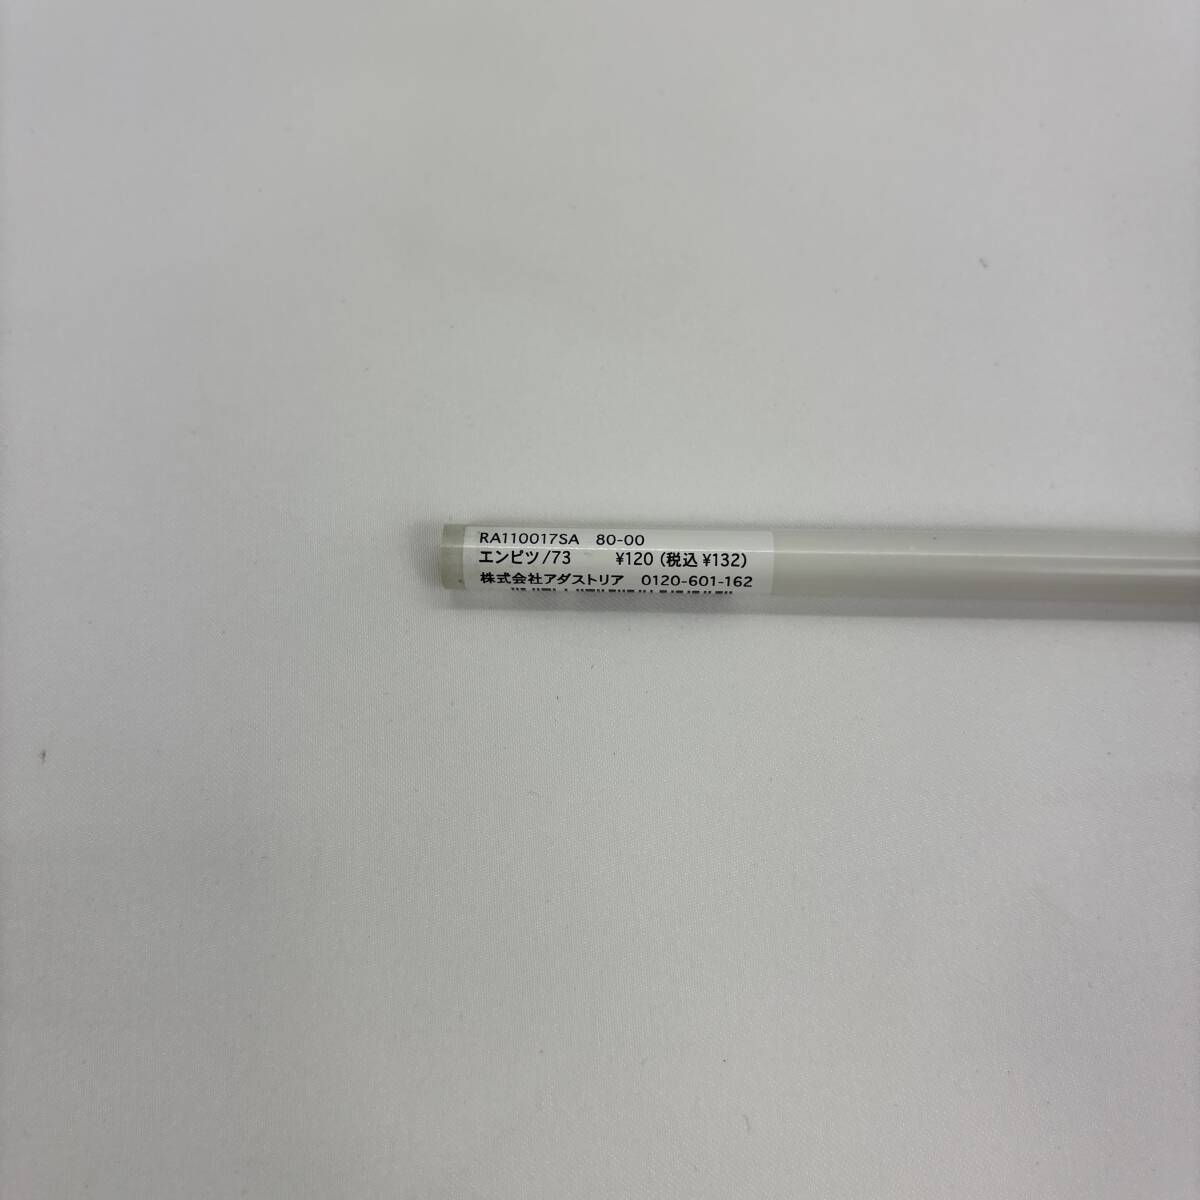 RA110017SA 80-00
エンピツ/73 ¥120(税込¥132)
株式会社アダストリア 0120-601-162